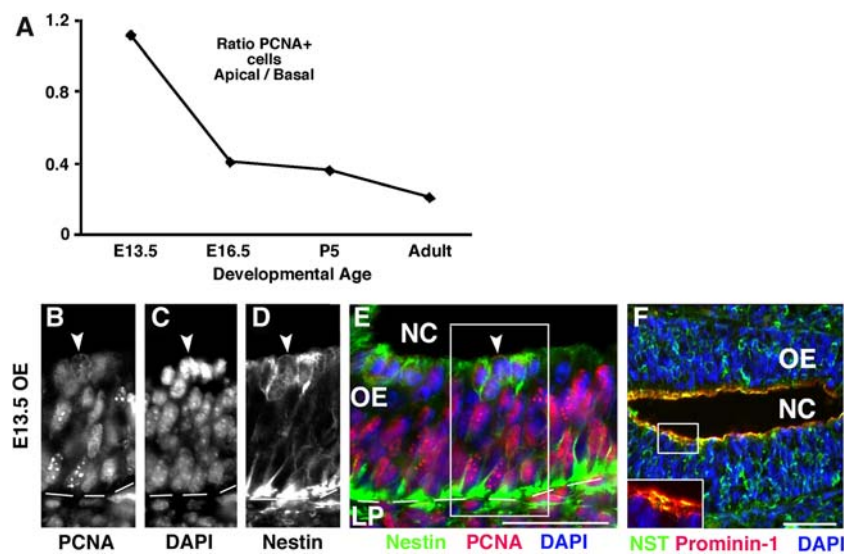 A
1.2
0.8
0.4
0
Ratio PCNA+
cells
Apical / Basal
E13.5 E16.5 P5 Adult
Developmental Age
E13.5 OE
B
PCNA
C
DAPI
D
Nestin
E
NC
OE
LP
Nestin PCNA DAPI
F
OE
NC
NST Prominin-1 DAPI